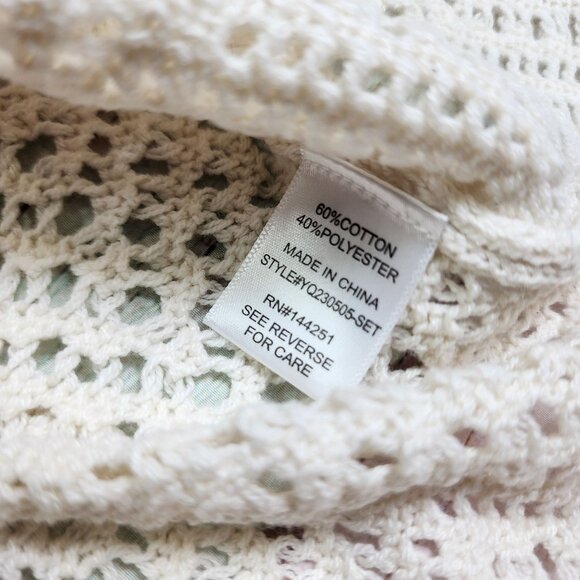 60%COTTON
40%POLYESTER
MADE IN CHINA
STYLE#YQ230505-SET
RN#144251
SEE REVERSE
FOR CARE